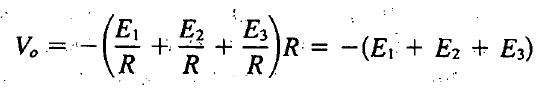 V_o = -(E_1/R + E_2/R + E_3/R)R = -(E_1 + E_2 + E_3)